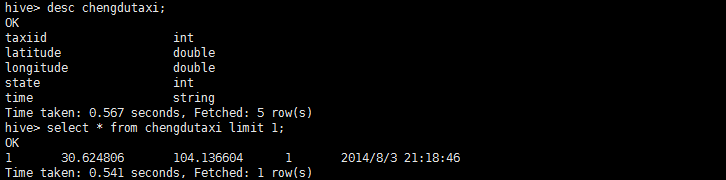 hive> desc chengdutaxi;
OK
taxiid                  int
latitude                double
longitude               double
state                   int
time                    string
Time taken: 0.567 seconds, Fetched: 5 row(s)
hive> select * from chengdutaxi limit 1;
OK
1       30.624806       104.136604      1       2014/8/3 21:18:46
Time taken: 0.541 seconds, Fetched: 1 row(s)